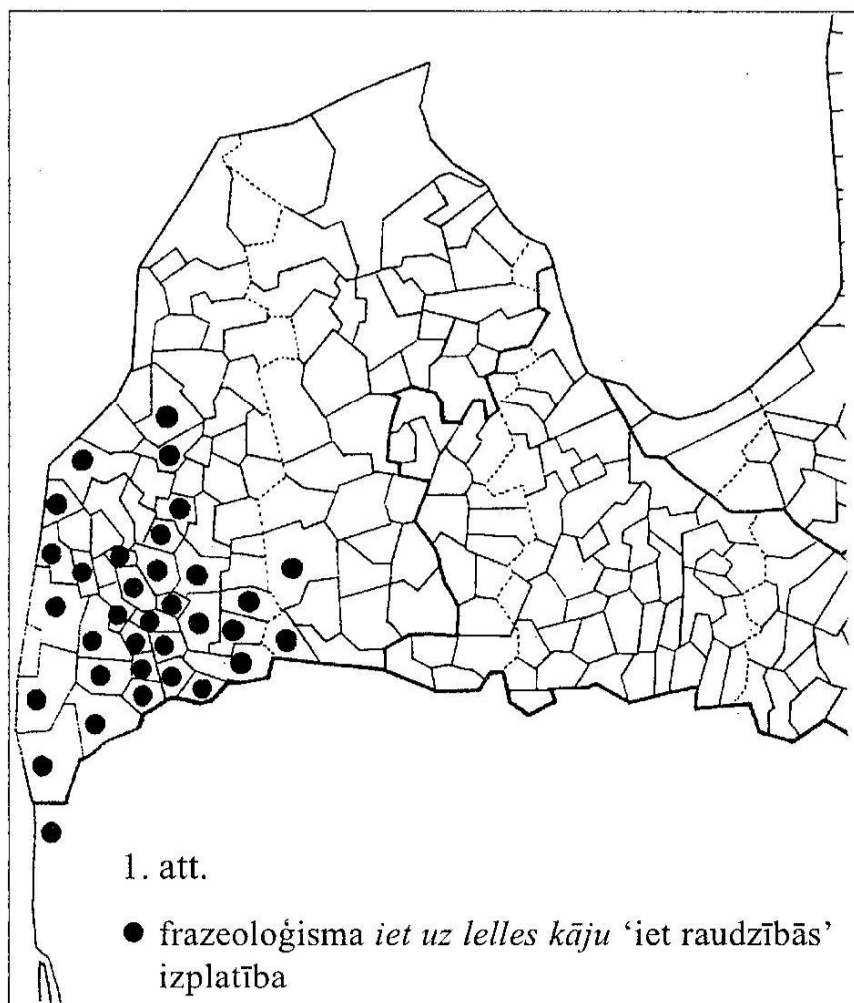 1. att.
● frazeoloģisma iet uz lelles kāju ‘iet raudzībās’
izplatība